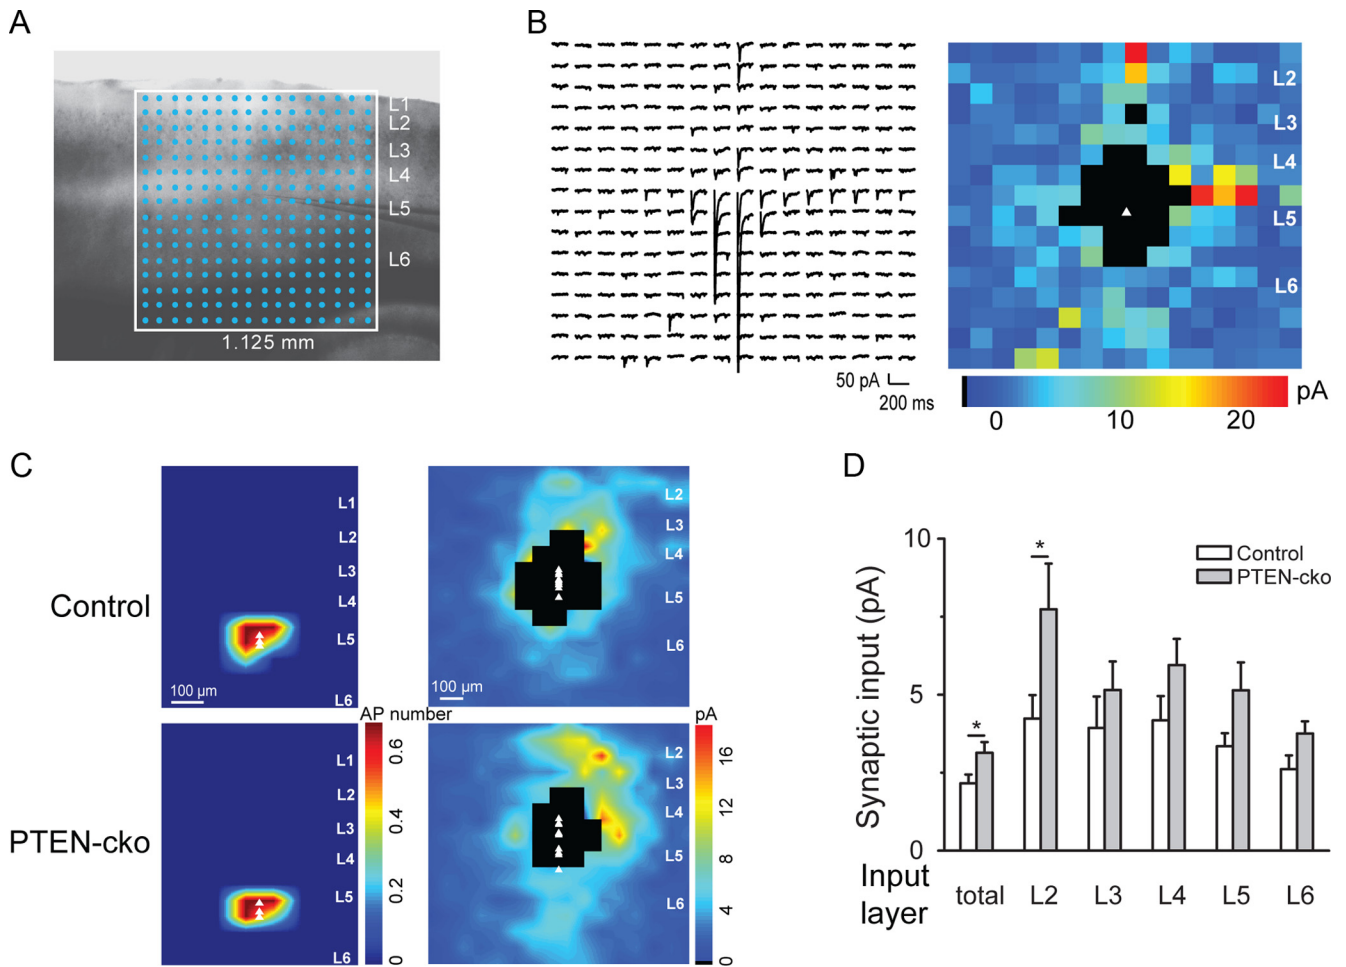 A
L1
L2
L3
L4
L5
L6
1.125 mm
B
50 pA
200 ms
L2
L3
L4
L5
L6
0 10 20
pA
C
Control
L1
L2
L3
L4
L5
L6
100 µm
L2
L3
L4
L5
L6
100 µm
PTEN-cko
L1
L2
L3
L4
L5
L6
AP number
0.6
0.4
0.2
0
L2
L3
L4
L5
L6
pA
16
12
8
4
0
D
Synaptic input (pA)
10
5
0
* *
Control
PTEN-cko
Input
layer
total L2 L3 L4 L5 L6